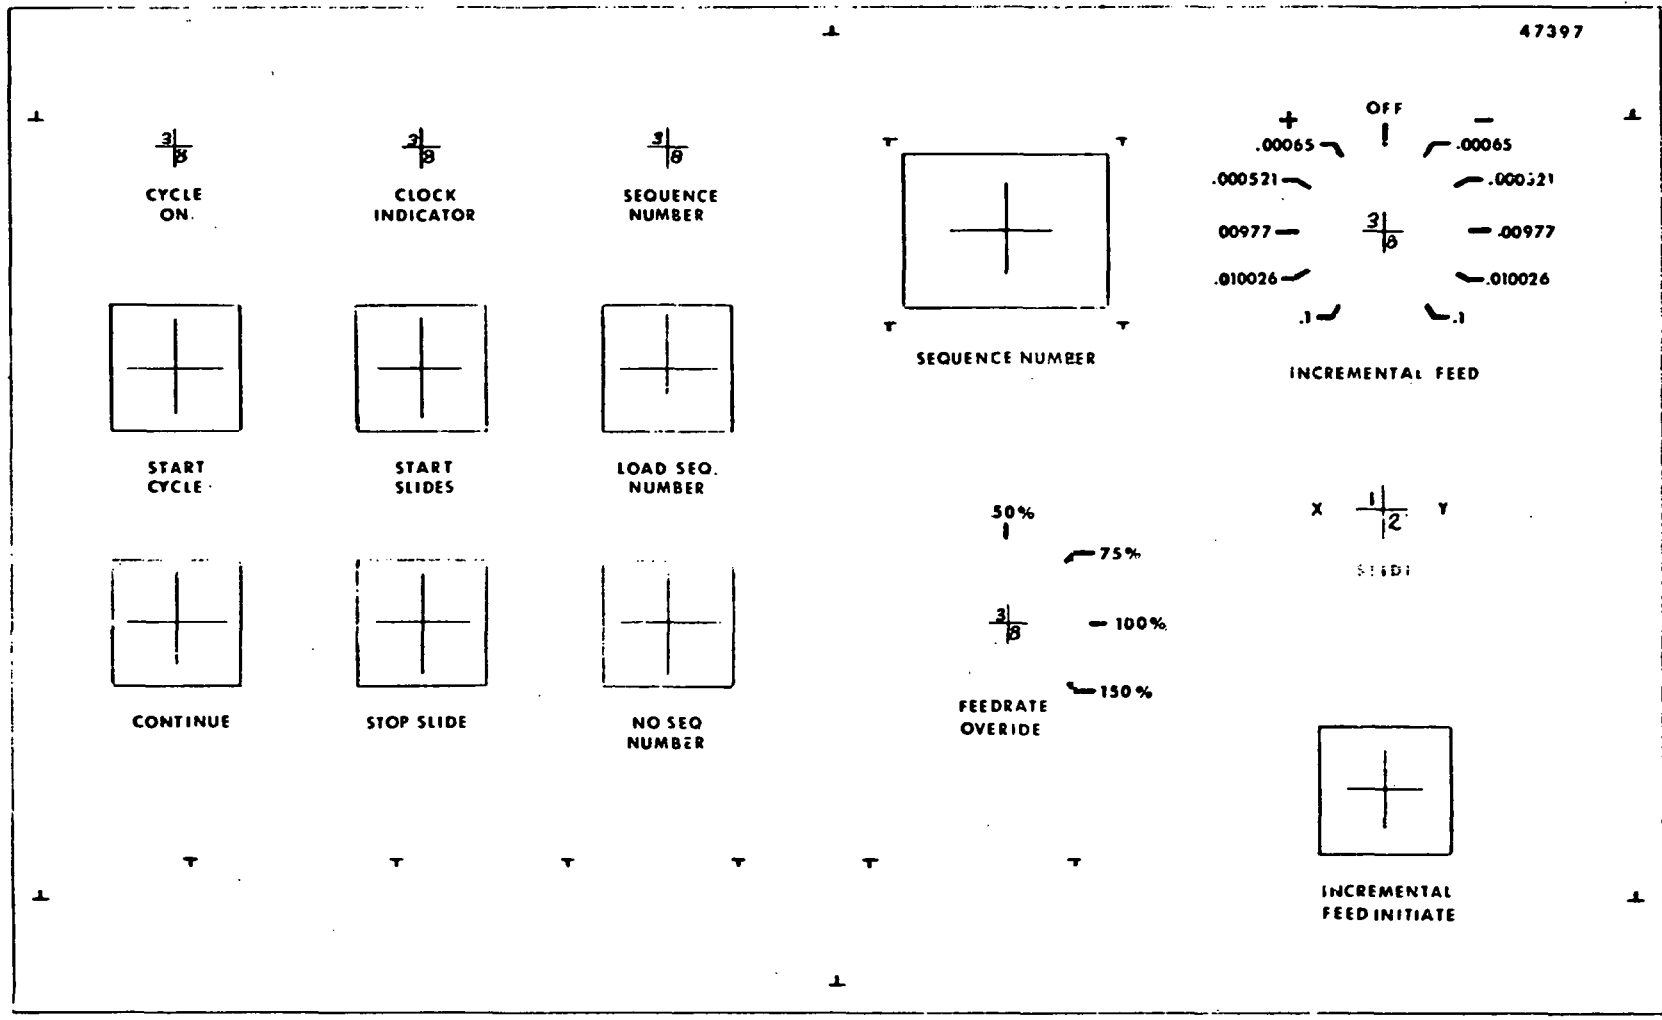 47397
3/8
CYCLE
ON
3/8
CLOCK
INDICATOR
3/8
SEQUENCE
NUMBER
SEQUENCE NUMBER
OFF
+
-
.00065
.00065
.000521
.000521
00977
.00977
3/8
.010026
.010026
.1
.1
INCREMENTAL FEED
START
CYCLE
START
SLIDES
LOAD SEQ.
NUMBER
50%
75%
3/8
100%
150%
FEEDRATE
OVERIDE
X
1/2
Y
CONTINUE
STOP SLIDE
NO SEQ
NUMBER
INCREMENTAL
FEED INITIATE